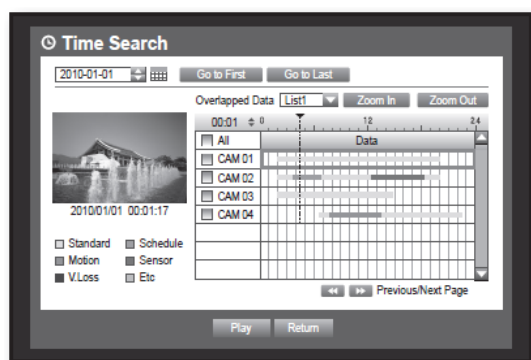 Time Search
2010-01-01 Go to First Go to Last
Overlapped Data List1 Zoom In Zoom Out
00:01 0 12 24
All Data
CAM 01
CAM 02
CAM 03
CAM 04
2010/01/01 00:01:17
Standard Schedule
Motion Sensor
V.Loss Etc
Previous/Next Page
Play Return